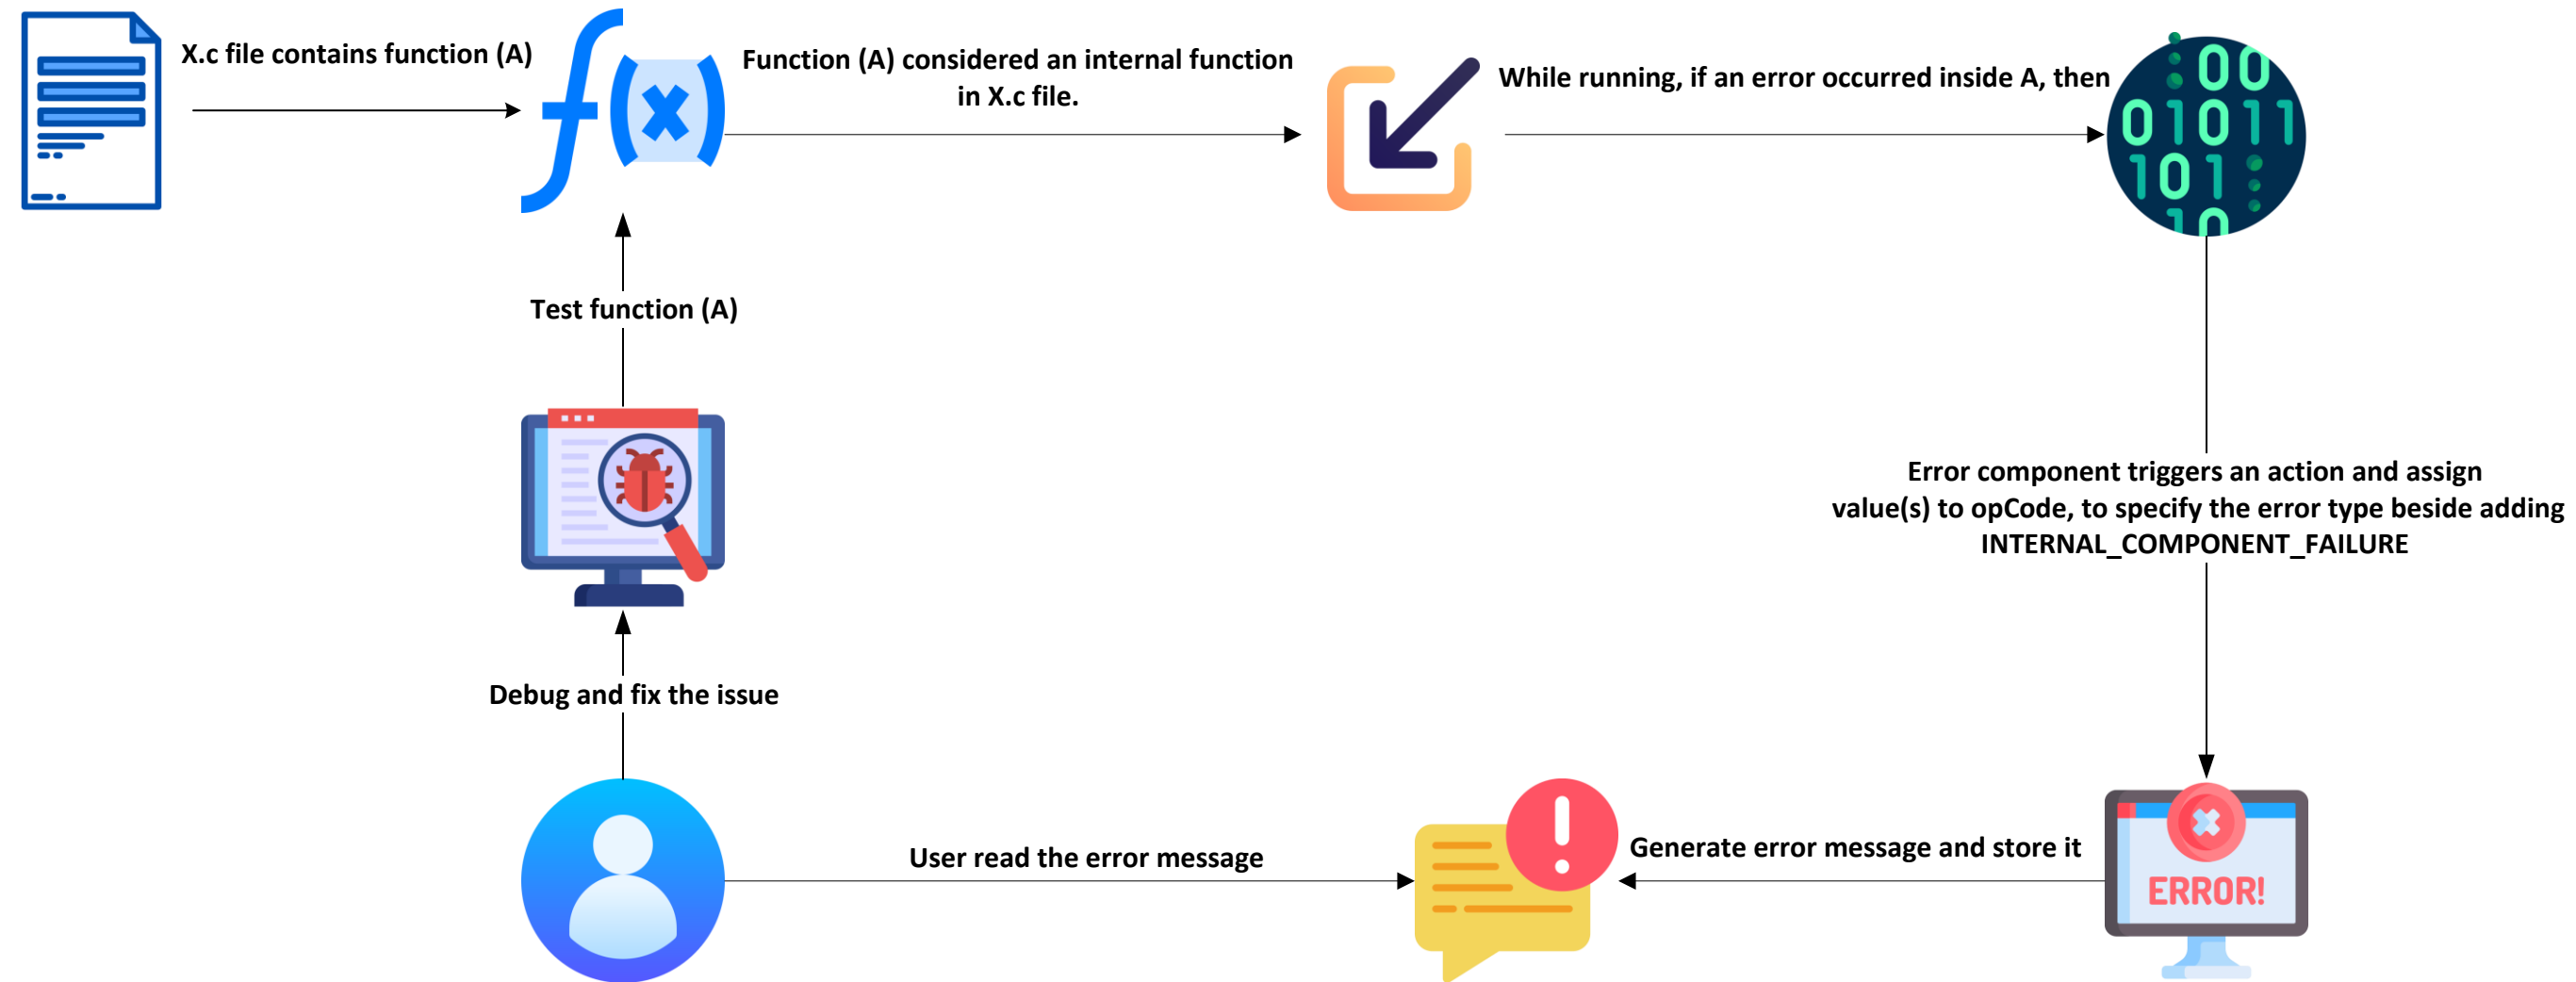 X.c file contains function (A)
Function (A) considered an internal function
in X.c file.
While running, if an error occurred inside A, then
00
01011
101
10
Test function (A)
Error component triggers an action and assign
value(s) to opCode, to specify the error type beside adding
INTERNAL_COMPONENT_FAILURE
Debug and fix the issue
User read the error message
Generate error message and store it
ERROR!